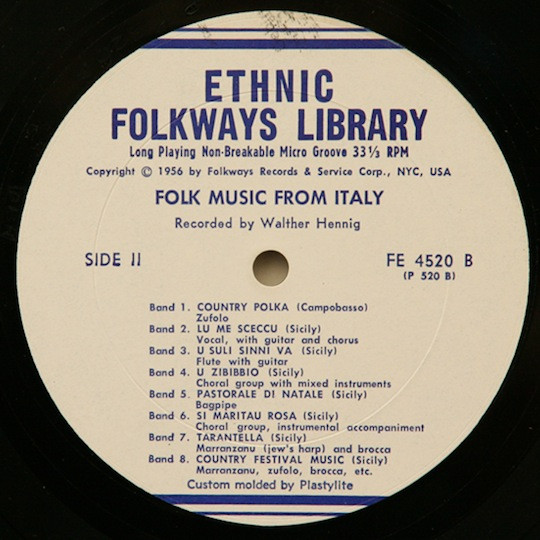 ETHNIC
FOLKWAYS LIBRARY
Long Playing Non-Breakable Micro Groove 33 1/3 RPM
Copyright © 1956 by Folkways Records & Service Corp., NYC, USA
FOLK MUSIC FROM ITALY
Recorded by Walther Hennig
SIDE II
FE 4520 B
(P 520 B)
Band 1. COUNTRY POLKA (Campobasso)
Zufolo
Band 2. LU ME SCECCU (Sicily)
Vocal, with guitar and chorus
Band 3. U SULI SINNI VA (Sicily)
Flute with guitar
Band 4. U ZIBIBBIO (Sicily)
Choral group with mixed instruments
Band 5. PASTORALE DI NATALE (Sicily)
Bagpipe
Band 6. SI MARITAU ROSA (Sicily)
Choral group, instrumental accompaniment
Band 7. TARANTELLA (Sicily)
Marranzanu (jew's harp) and brocca
Band 8. COUNTRY FESTIVAL MUSIC (Sicily)
Marranzanu, zufolo, brocca, etc.
Custom molded by Plastylite